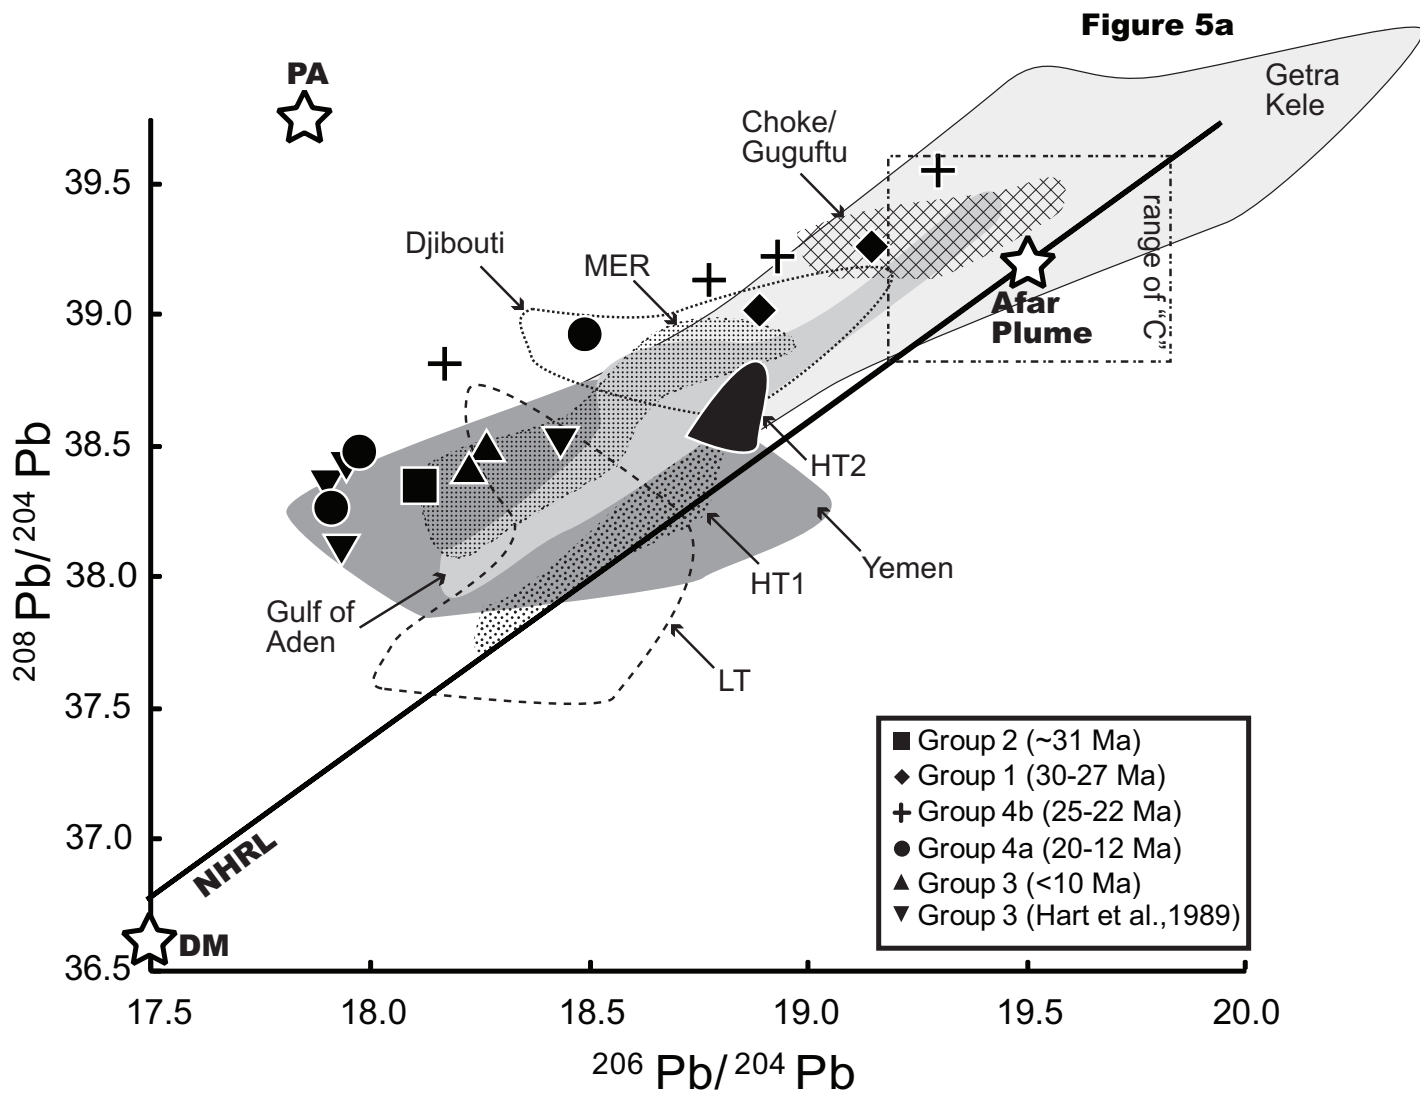 Figure 5a
PA
Getra
Kele
Choke/
Guguftu
39.5
range of "C"
Djibouti
MER
39.0
Afar
Plume
38.5
HT2
38.0
Yemen
HT1
Gulf of
Aden
LT
37.5
208 Pb/204 Pb
37.0
NHRL
DM
36.5
Group 2 (~31 Ma)
Group 1 (30-27 Ma)
Group 4b (25-22 Ma)
Group 4a (20-12 Ma)
Group 3 (<10 Ma)
Group 3 (Hart et al.,1989)
17.5 18.0 18.5 19.0 19.5 20.0
206 Pb/204 Pb